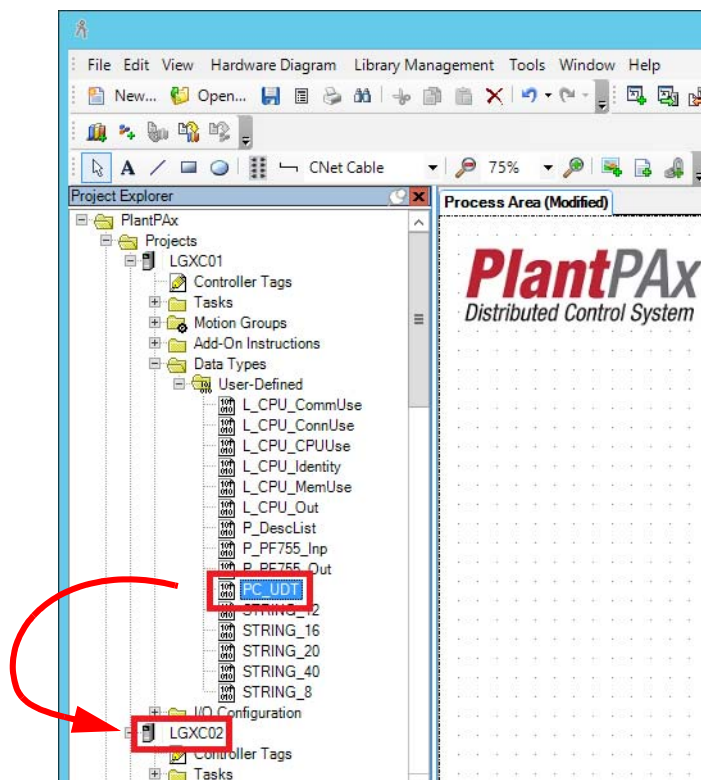 File Edit View Hardware Diagram Library Management Tools Window Help
New... Open...
CNet Cable 75%
Project Explorer
Process Area (Modified)
PlantPAx
Projects
LGXC01
Controller Tags
Tasks
Motion Groups
Add-On Instructions
Data Types
User-Defined
L_CPU_CommUse
L_CPU_ConnUse
L_CPU_CPUUse
L_CPU_Identity
L_CPU_MemUse
L_CPU_Out
P_DescList
P_PF755_Inp
P_PF755_Out
PC_UDT
STRING_12
STRING_16
STRING_20
STRING_40
STRING_8
I/O Configuration
LGXC02
Controller Tags
Tasks
PlantPAx
Distributed Control System